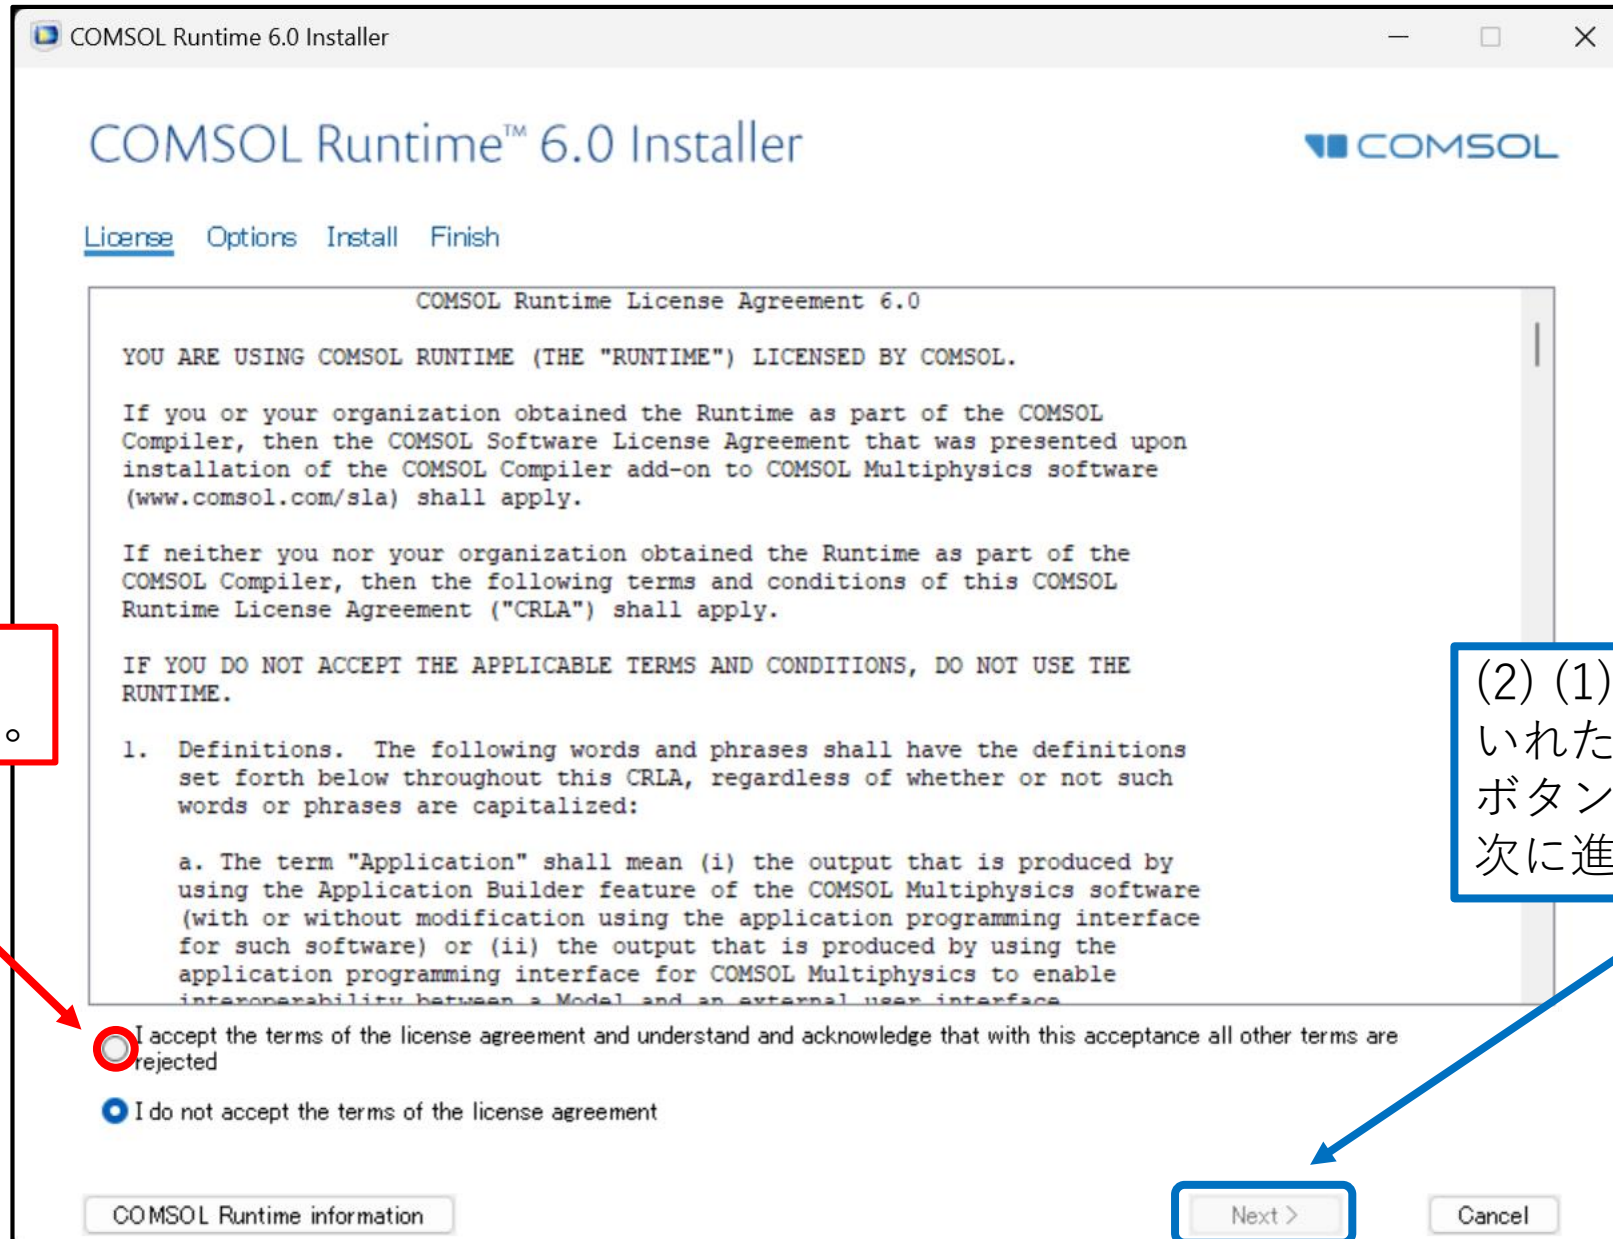 COMSOL Runtime 6.0 Installer
COMSOL Runtime™ 6.0 Installer
COMSOL
License Options Install Finish
COMSOL Runtime License Agreement 6.0
YOU ARE USING COMSOL RUNTIME (THE "RUNTIME") LICENSED BY COMSOL.
If you or your organization obtained the Runtime as part of the COMSOL
Compiler, then the COMSOL Software License Agreement that was presented upon
installation of the COMSOL Compiler add-on to COMSOL Multiphysics software
(www.comsol.com/sla) shall apply.
If neither you nor your organization obtained the Runtime as part of the
COMSOL Compiler, then the following terms and conditions of this COMSOL
Runtime License Agreement ("CRLA") shall apply.
IF YOU DO NOT ACCEPT THE APPLICABLE TERMS AND CONDITIONS, DO NOT USE THE
RUNTIME.
1. Definitions. The following words and phrases shall have the definitions
set forth below throughout this CRLA, regardless of whether or not such
words or phrases are capitalized:
a. The term "Application" shall mean (i) the output that is produced by
using the Application Builder feature of the COMSOL Multiphysics software
(with or without modification using the application programming interface
for such software) or (ii) the output that is produced by using the
application programming interface for COMSOL Multiphysics to enable
interoperability between a Model and an external user interface
。
(2) (1)
いれた
ボタン
次に進
I accept the terms of the license agreement and understand and acknowledge that with this acceptance all other terms are
rejected
I do not accept the terms of the license agreement
COMSOL Runtime information
Next >
Cancel